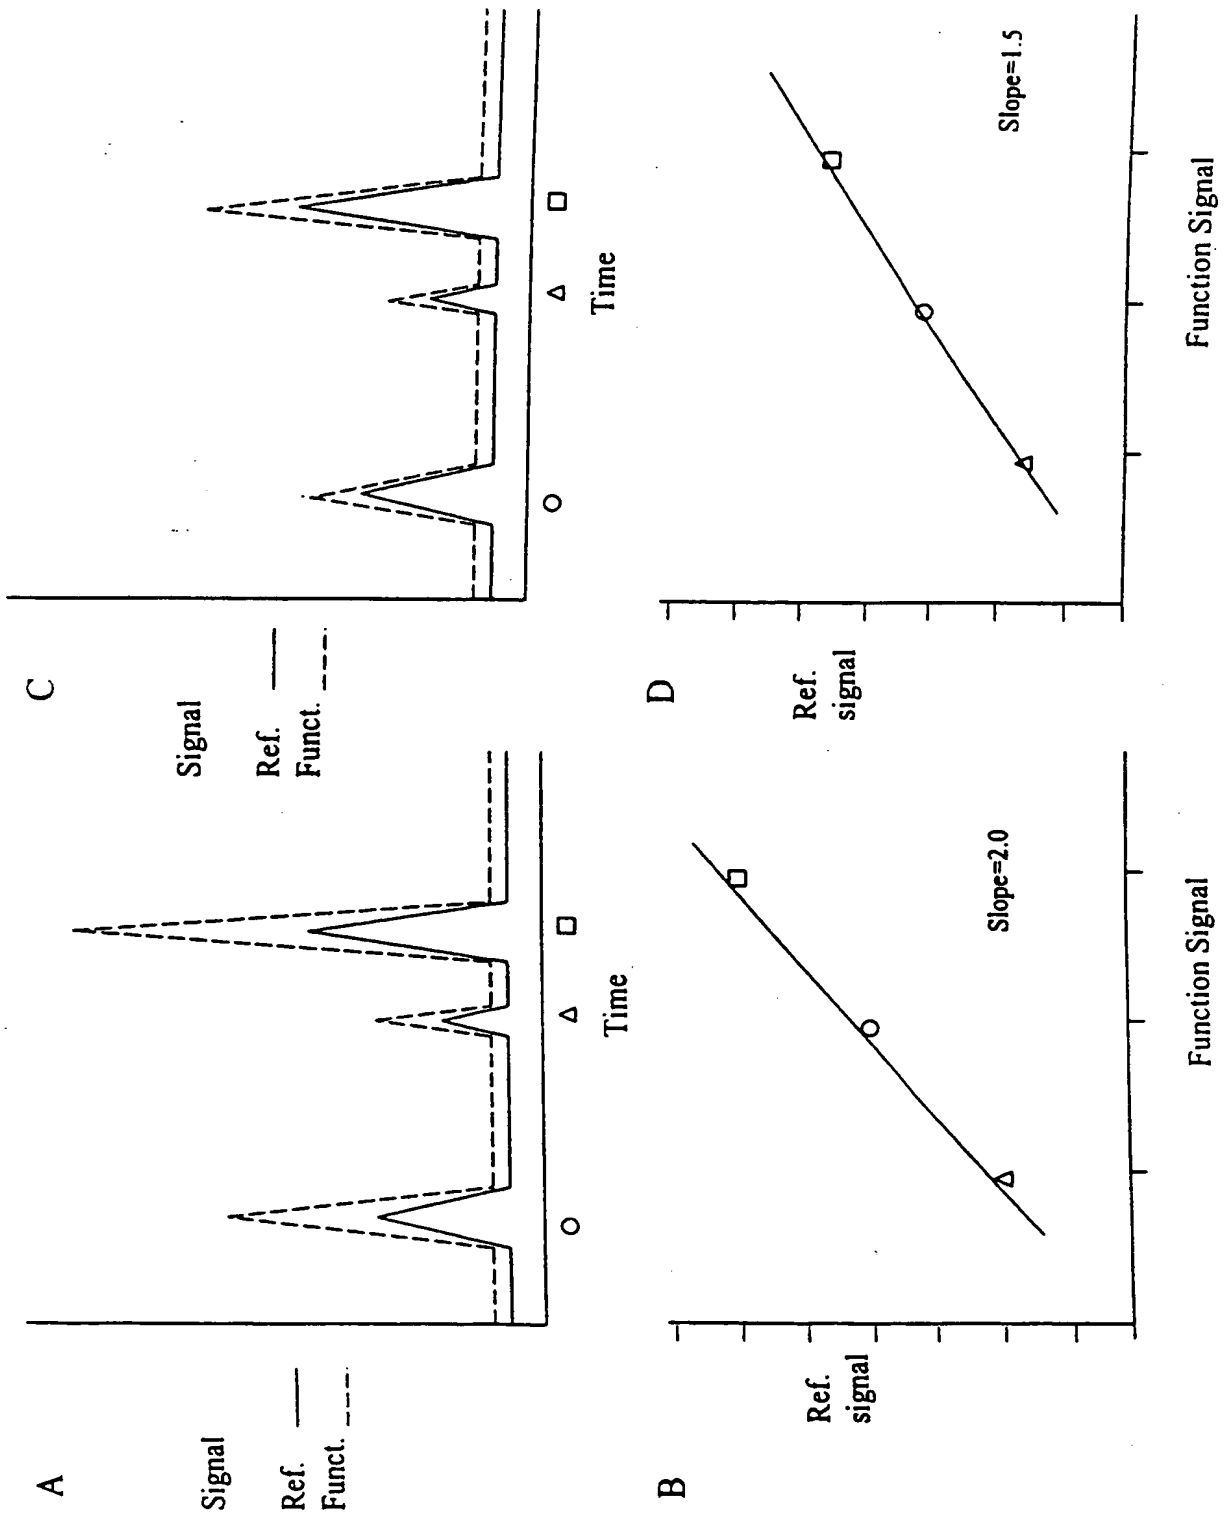 A
Signal
Ref.
Funct.
Time
B
Ref.
signal
Slope=2.0
Function Signal
C
Signal
Ref.
Funct.
Time
D
Ref.
signal
Slope=1.5
Function Signal